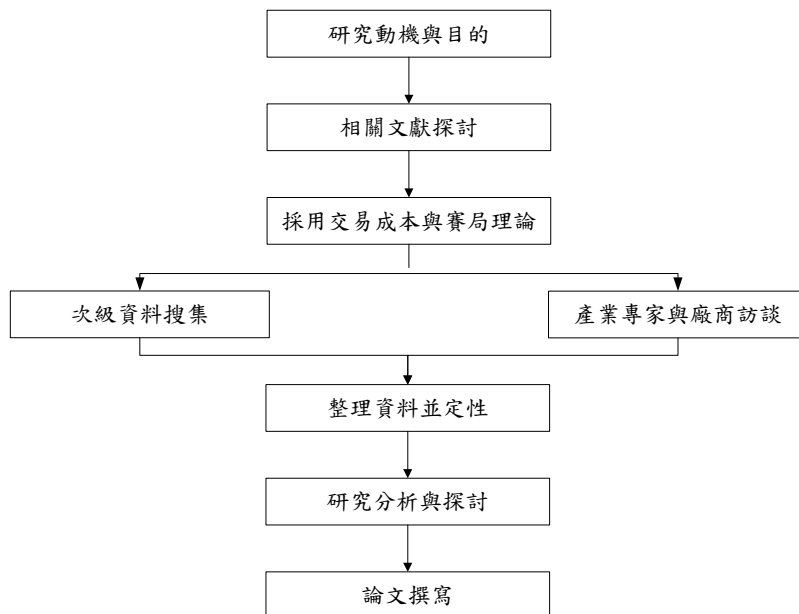 研究動機與目的
相關文獻探討
採用交易成本與賽局理論
次級資料搜集
產業專家與廠商訪談
整理資料並定性
研究分析與探討
論文撰寫